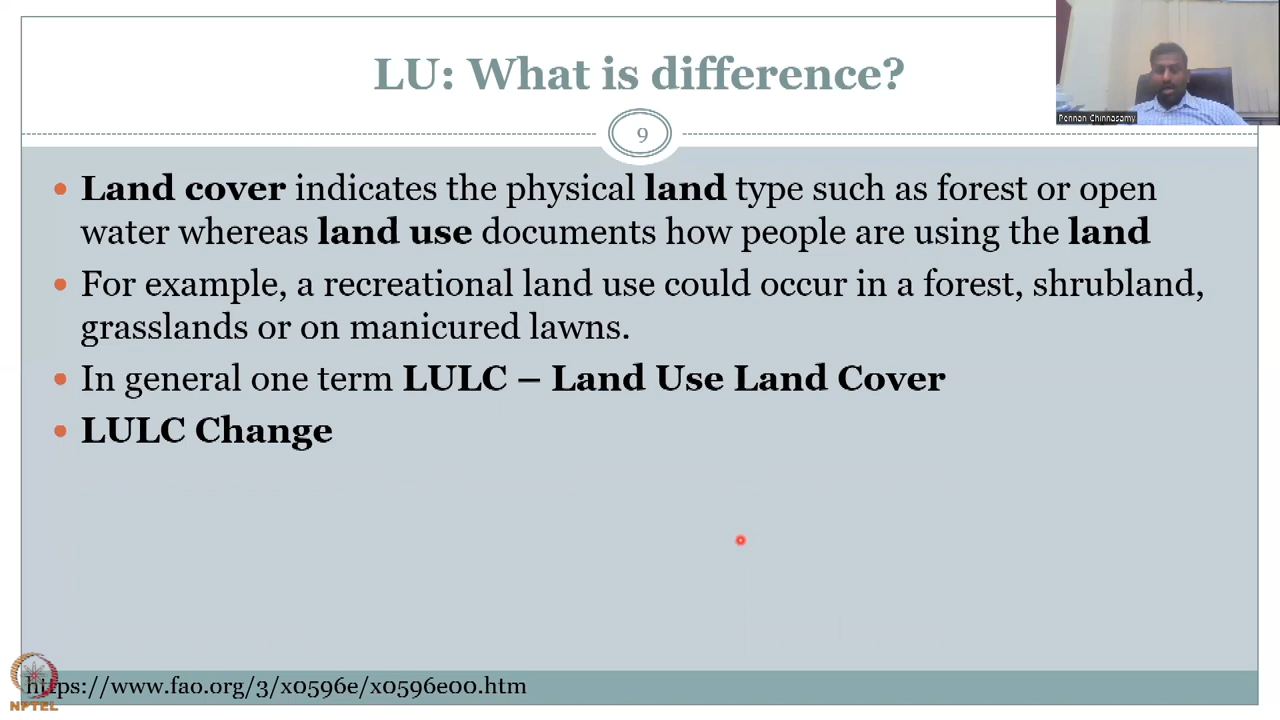 LU: What is difference?
Pennan Chinnasamy
9
• Land cover indicates the physical land type such as forest or open
water whereas land use documents how people are using the land
• For example, a recreational land use could occur in a forest, shrubland,
grasslands or on manicured lawns.
• In general one term LULC – Land Use Land Cover
• LULC Change
https://www.fao.org/3/x0596e/x0596e00.htm
NPTEL